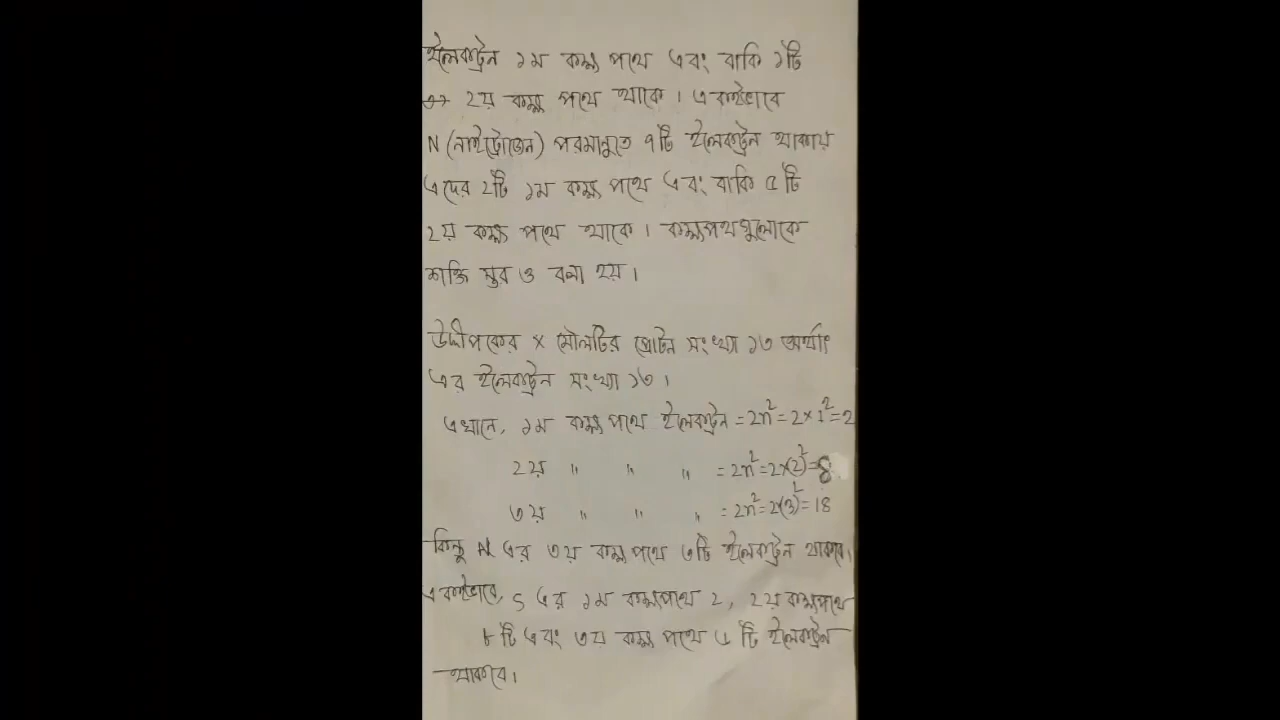 ইলেকট্রন ১ম কক্ষ পথে এবং বাকি ১টি
২য় কক্ষ পথে থাকে। একইভাবে
N (নাইট্রোজেন) পরমানুতে ৭টি ইলেকট্রন থাকায়
এদের ২টি ১ম কক্ষ পথে এবং বাকি ৫টি
২য় কক্ষ পথে থাকে। কক্ষপথগুলোকে
শক্তি স্তর ও বলা হয়।
উদ্দীপকের X মৌলটির প্রোটন সংখ্যা ১৩ অর্থাৎ
এর ইলেকট্রন সংখ্যা ১৩।
এখানে, ১ম কক্ষ পথে ইলেকট্রন = 2n² = 2×1² = 2
২য় " " " = 2n² = 2×(2)² = 8
৩য় " " " = 2n² = 2(3)² = 18
কিন্তু এর ৩য় কক্ষ পথে ৩টি ইলেকট্রন থাকবে।
একইভাবে, S এর ১ম কক্ষপথে ২, ২য় কক্ষপথে
৮টি এবং ৩য় কক্ষ পথে ৬টি ইলেকট্রন
থাকবে।